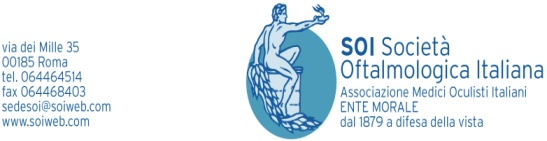 via dei Mille 35
00185 Roma
tel. 064464514
fax 064468403
sedesoi@soiweb.com
www.soiweb.com
SOI Società
Oftalmologica Italiana
Associazione Medici Oculisti Italiani
ENTE MORALE
dal 1879 a difesa della vista